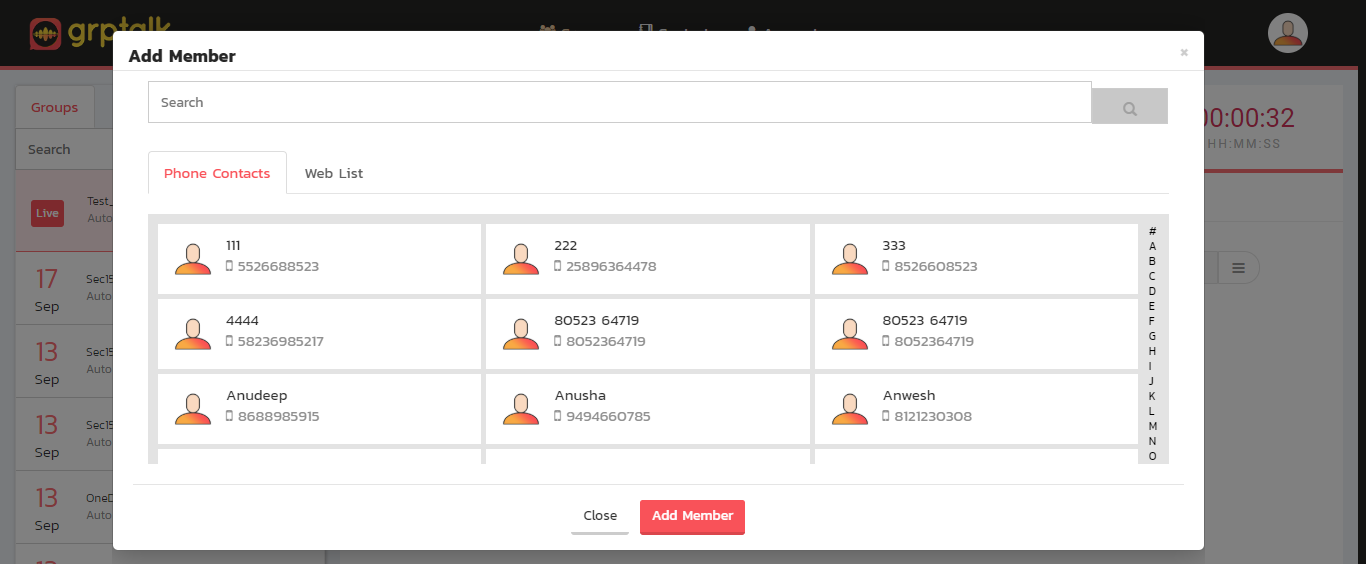 grptalk
Add Member
×
Search
Phone Contacts
Web List
Groups
Search
00:00:32
HH:MM:SS
Live
Test_
Auto
17
Sep
Sec15
Auto
13
Sep
Sec15
Auto
13
Sep
Sec15
Auto
13
Sep
OneD
Auto
111
5526688523
222
25896364478
333
8526608523
4444
58236985217
80523 64719
8052364719
80523 64719
8052364719
Anudeep
8688985915
Anusha
9494660785
Anwesh
8121230308
#
A
B
C
D
E
F
G
H
I
J
K
L
M
N
O
Close
Add Member